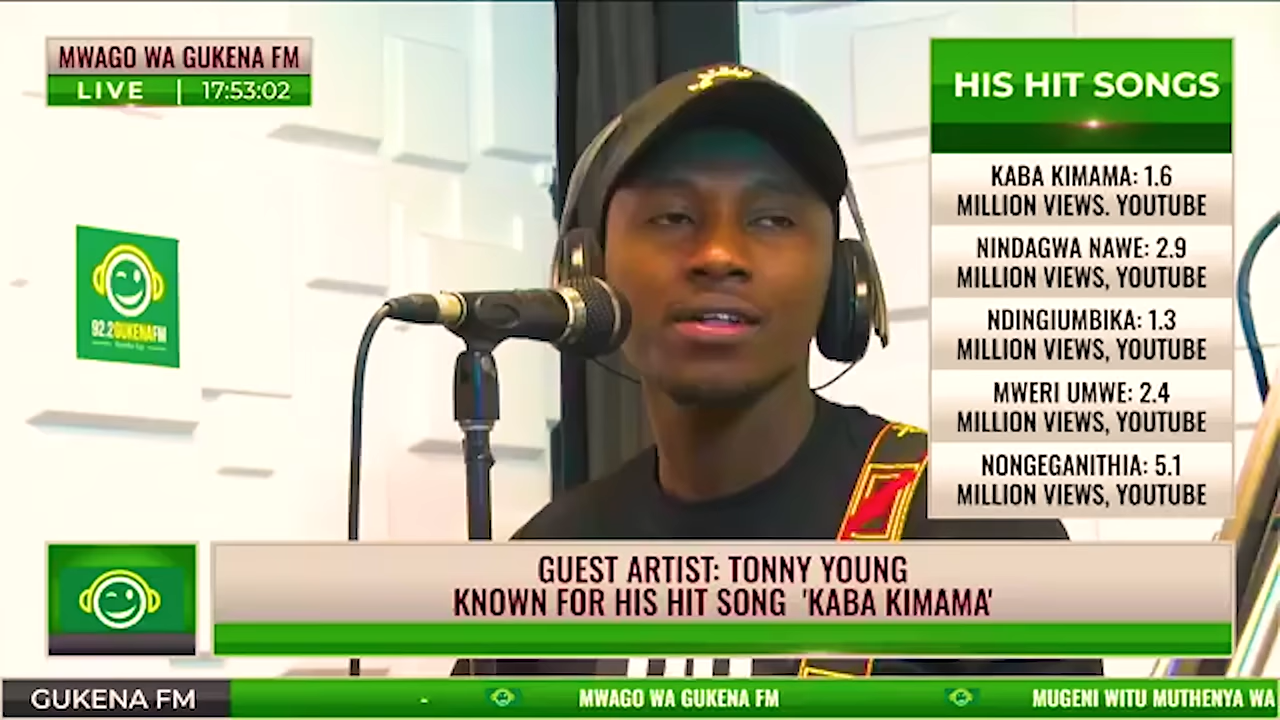 MWAGO WA GUKENA FM
LIVE | 17:53:02
HIS HIT SONGS
KABA KIMAMA: 1.6
MILLION VIEWS. YOUTUBE
NINDAGWA NAWE: 2.9
MILLION VIEWS, YOUTUBE
NDINGIUMBIKA: 1.3
MILLION VIEWS, YOUTUBE
MWERI UMWE: 2.4
MILLION VIEWS, YOUTUBE
NONGEGANITHIA: 5.1
MILLION VIEWS, YOUTUBE
92.2 GUKENAFM
GUEST ARTIST: TONNY YOUNG
KNOWN FOR HIS HIT SONG 'KABA KIMAMA'
GUKENA FM - MWAGO WA GUKENA FM MUGENI WITU MUTHENYA WA